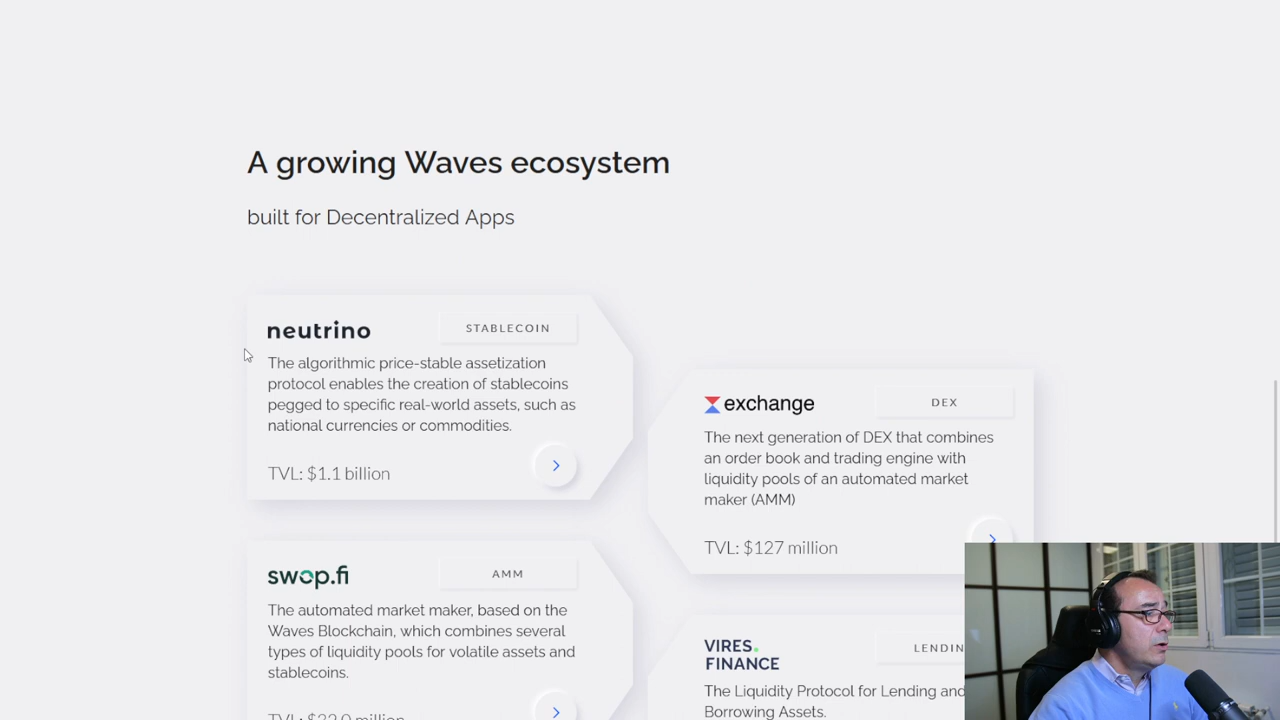 A growing Waves ecosystem
built for Decentralized Apps
neutrino
STABLECOIN
The algorithmic price-stable assetization
protocol enables the creation of stablecoins
pegged to specific real-world assets, such as
national currencies or commodities.
TVL: $1.1 billion
exchange
DEX
The next generation of DEX that combines
an order book and trading engine with
liquidity pools of an automated market
maker (AMM)
TVL: $127 million
swop.fi
AMM
The automated market maker, based on the
Waves Blockchain, which combines several
types of liquidity pools for volatile assets and
stablecoins.
VIRES.
FINANCE
LENDIN
The Liquidity Protocol for Lending and
Borrowing Assets.